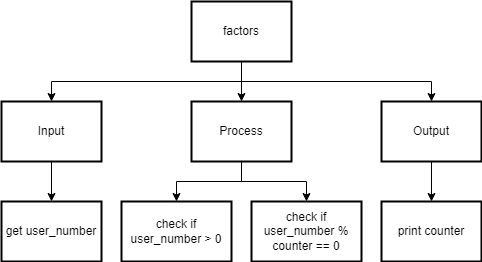 factors
Input
Process
Output
get user_number
check if
user_number > 0
check if
user_number %
counter == 0
print counter